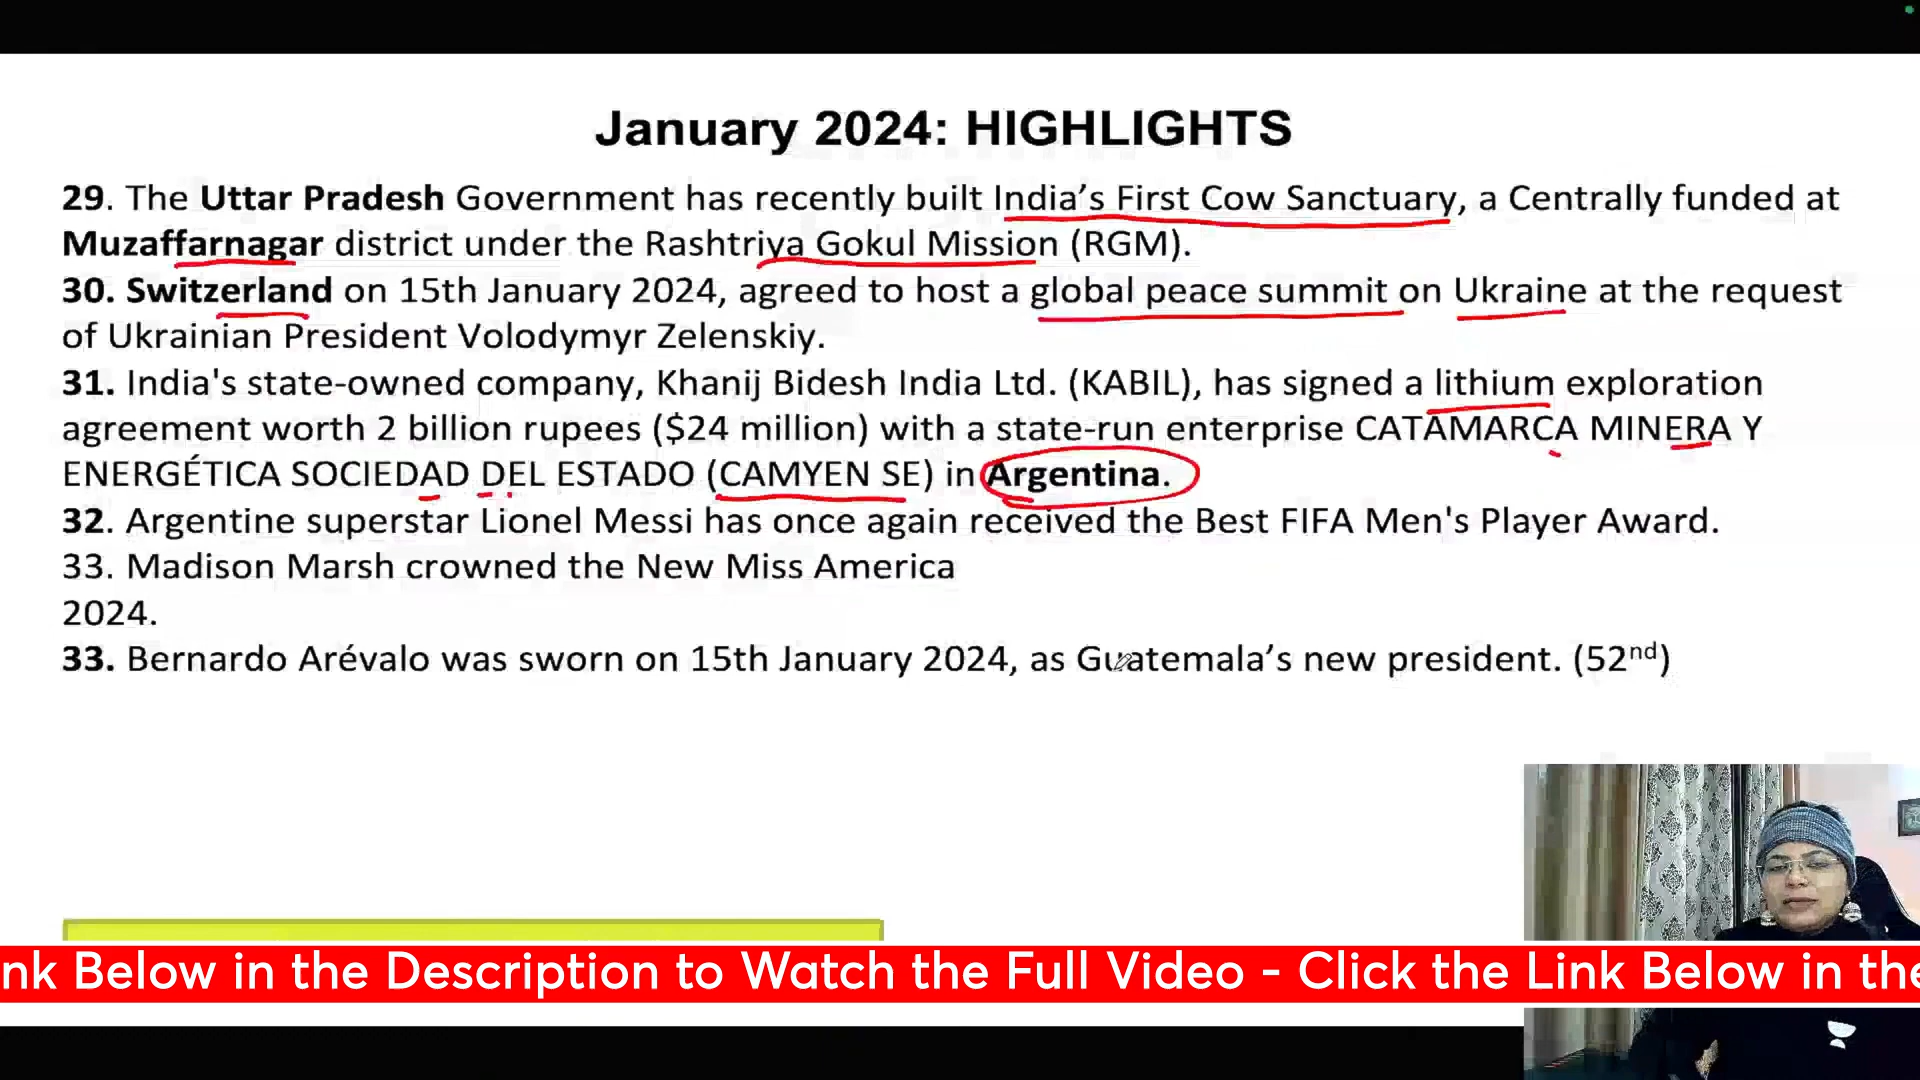 January 2024: HIGHLIGHTS
29. The Uttar Pradesh Government has recently built India’s First Cow Sanctuary, a Centrally funded at
Muzaffarnagar district under the Rashtriya Gokul Mission (RGM).
30. Switzerland on 15th January 2024, agreed to host a global peace summit on Ukraine at the request
of Ukrainian President Volodymyr Zelenskiy.
31. India's state-owned company, Khanij Bidesh India Ltd. (KABIL), has signed a lithium exploration
agreement worth 2 billion rupees ($24 million) with a state-run enterprise CATAMARCA MINERA Y
ENERGÉTICA SOCIEDAD DEL ESTADO (CAMYEN SE) in Argentina.
32. Argentine superstar Lionel Messi has once again received the Best FIFA Men's Player Award.
33. Madison Marsh crowned the New Miss America
2024.
33. Bernardo Arévalo was sworn on 15th January 2024, as Guatemala’s new president. (52nd)
nk Below in the Description to Watch the Full Video - Click the Link Below in the